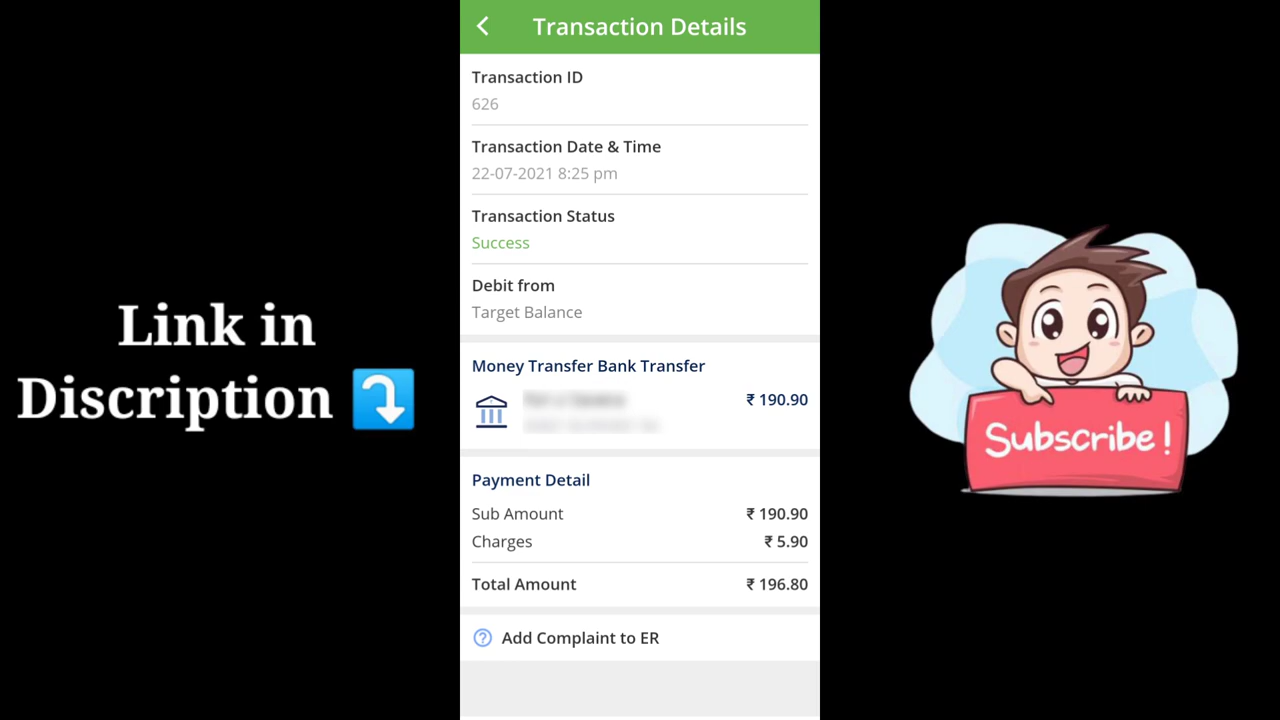 Link in
Discription ⤵️
Transaction Details
Transaction ID
626
Transaction Date & Time
22-07-2021 8:25 pm
Transaction Status
Success
Debit from
Target Balance
Money Transfer Bank Transfer
₹ 190.90
Payment Detail
Sub Amount ₹ 190.90
Charges ₹ 5.90
Total Amount ₹ 196.80
Add Complaint to ER
Subscribe !